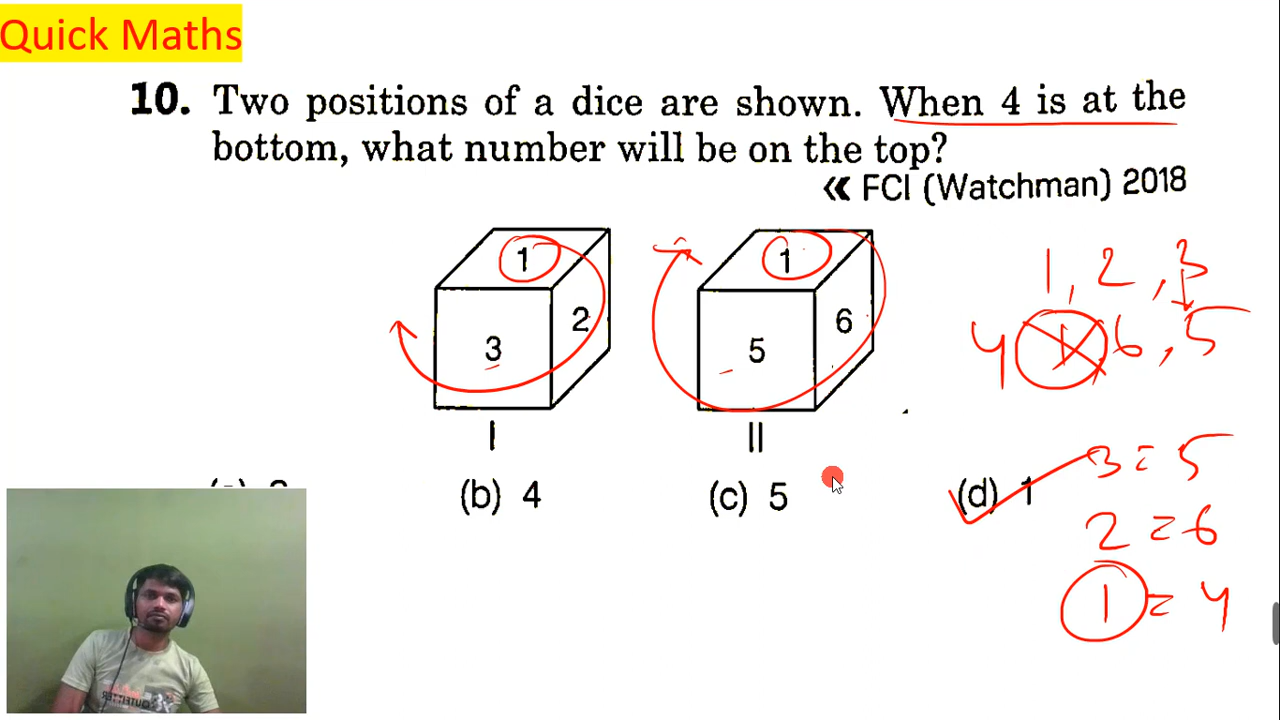 Quick Maths
10. Two positions of a dice are shown. When 4 is at the
bottom, what number will be on the top?
« FCI (Watchman) 2018
1
3
2
I
1
5
6
II
1, 2, 3
4 1 6, 5
(b) 4
(c) 5
(d) 1
3 = 5
2 = 6
1 = 4